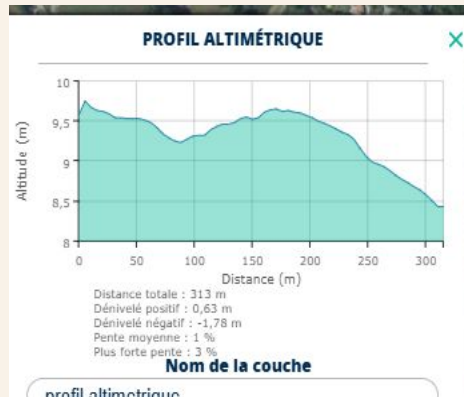 PROFIL ALTIMÉTRIQUE
Altitude (m)
10
9,5
9
8,5
8
0 50 100 150 200 250 300
Distance (m)
Distance totale : 313 m
Dénivelé positif : 0,63 m
Dénivelé négatif : -1,78 m
Pente moyenne : 1 %
Plus forte pente : 3 %
Nom de la couche
profil altimetrique